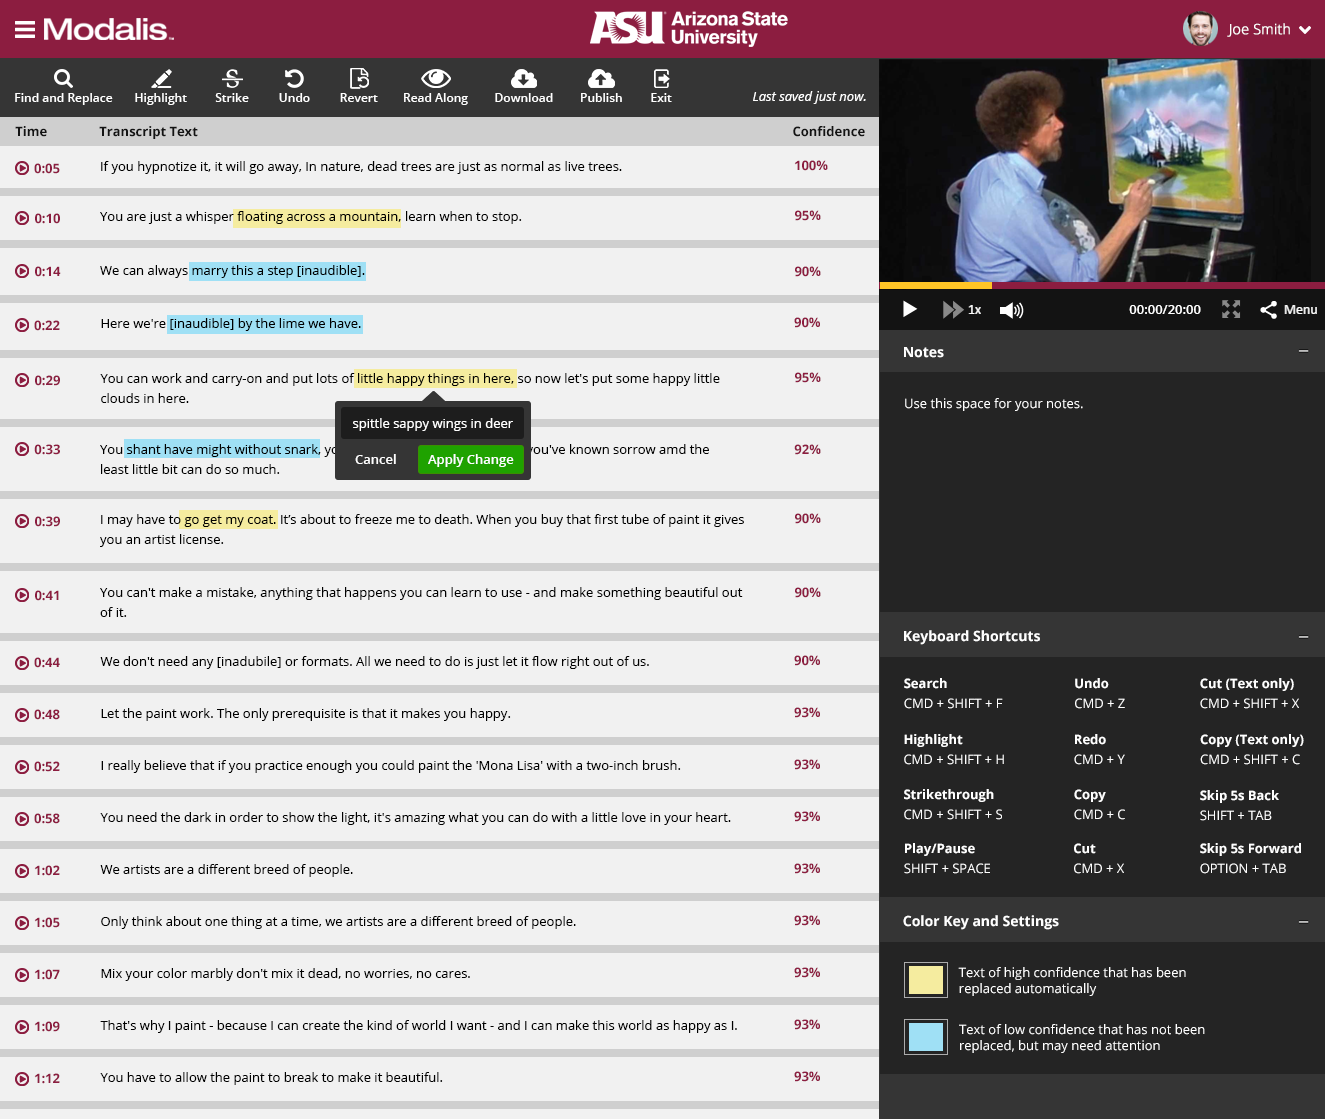 Modalis™
ASU Arizona State University
Joe Smith
Find and Replace Highlight Strike Undo Revert Read Along Download Publish Exit Last saved just now.
Time Transcript Text Confidence
0:05 If you hypnotize it, it will go away, In nature, dead trees are just as normal as live trees. 100%
0:10 You are just a whisper floating across a mountain, learn when to stop. 95%
0:14 We can always marry this a step [inaudible]. 90%
0:22 Here we're [inaudible] by the lime we have. 90%
0:29 You can work and carry-on and put lots of little happy things in here, so now let's put some happy little 95%
clouds in here.
spittle sappy wings in deer
Cancel Apply Change
0:33 You shant have might without snark, yo you've known sorrow amd the 92%
least little bit can do so much.
0:39 I may have to go get my coat. It's about to freeze me to death. When you buy that first tube of paint it gives 90%
you an artist license.
0:41 You can't make a mistake, anything that happens you can learn to use - and make something beautiful out 90%
of it.
0:44 We don't need any [inadubile] or formats. All we need to do is just let it flow right out of us. 90%
0:48 Let the paint work. The only prerequisite is that it makes you happy. 93%
0:52 I really believe that if you practice enough you could paint the 'Mona Lisa' with a two-inch brush. 93%
0:58 You need the dark in order to show the light, it's amazing what you can do with a little love in your heart. 93%
1:02 We artists are a different breed of people. 93%
1:05 Only think about one thing at a time, we artists are a different breed of people. 93%
1:07 Mix your color marbly don't mix it dead, no worries, no cares. 93%
1:09 That's why I paint - because I can create the kind of world I want - and I can make this world as happy as I. 93%
1:12 You have to allow the paint to break to make it beautiful. 93%
1x 00:00/20:00 Menu
Notes
Use this space for your notes.
Keyboard Shortcuts
Search Undo Cut (Text only)
CMD + SHIFT + F CMD + Z CMD + SHIFT + X
Highlight Redo Copy (Text only)
CMD + SHIFT + H CMD + Y CMD + SHIFT + C
Strikethrough Copy Skip 5s Back
CMD + SHIFT + S CMD + C SHIFT + TAB
Play/Pause Cut Skip 5s Forward
SHIFT + SPACE CMD + X OPTION + TAB
Color Key and Settings
Text of high confidence that has been
replaced automatically
Text of low confidence that has not been
replaced, but may need attention